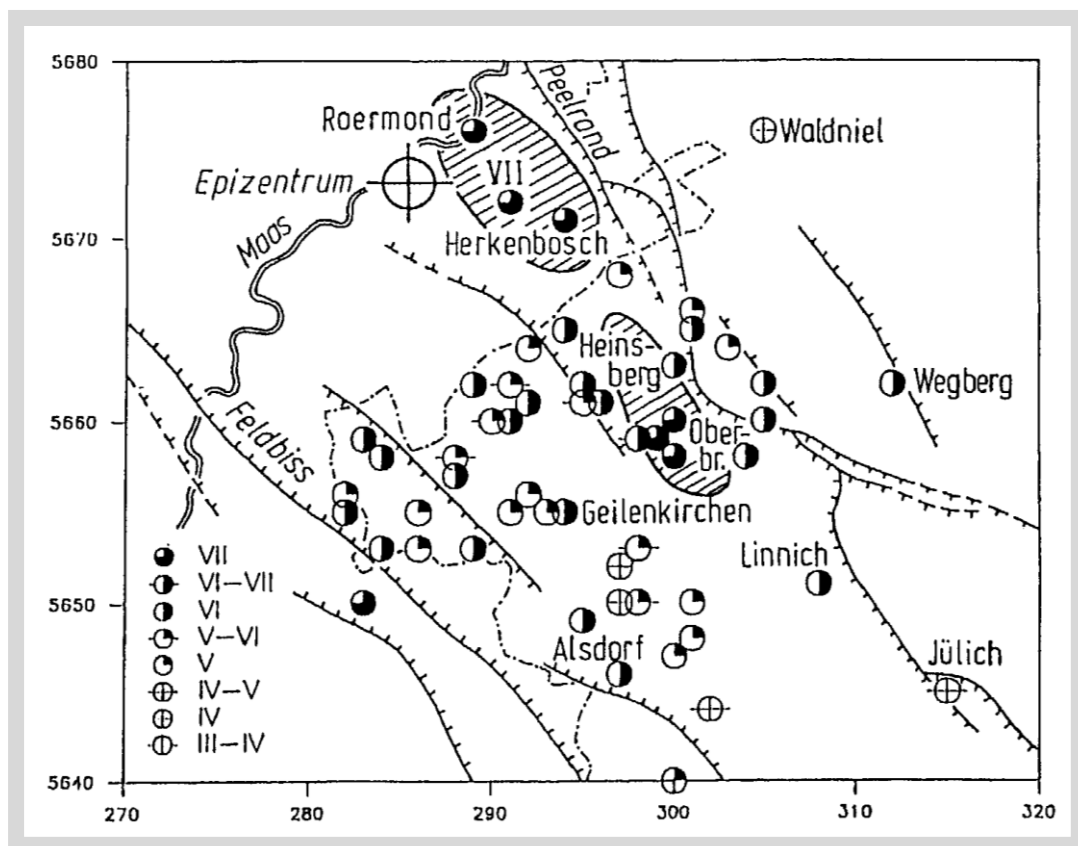 5680
5670
5660
5650
5640
270
280
290
300
310
320
Roermond
Peelrand
Waldniel
Epizentrum
VII
Maas
Herkenbosch
Heins-
berg
Wegberg
Feldbiss
Ober-
br.
Geilenkirchen
Linnich
Alsdorf
Jülich
VII
VI–VII
VI
V–VI
V
IV–V
IV
III–IV